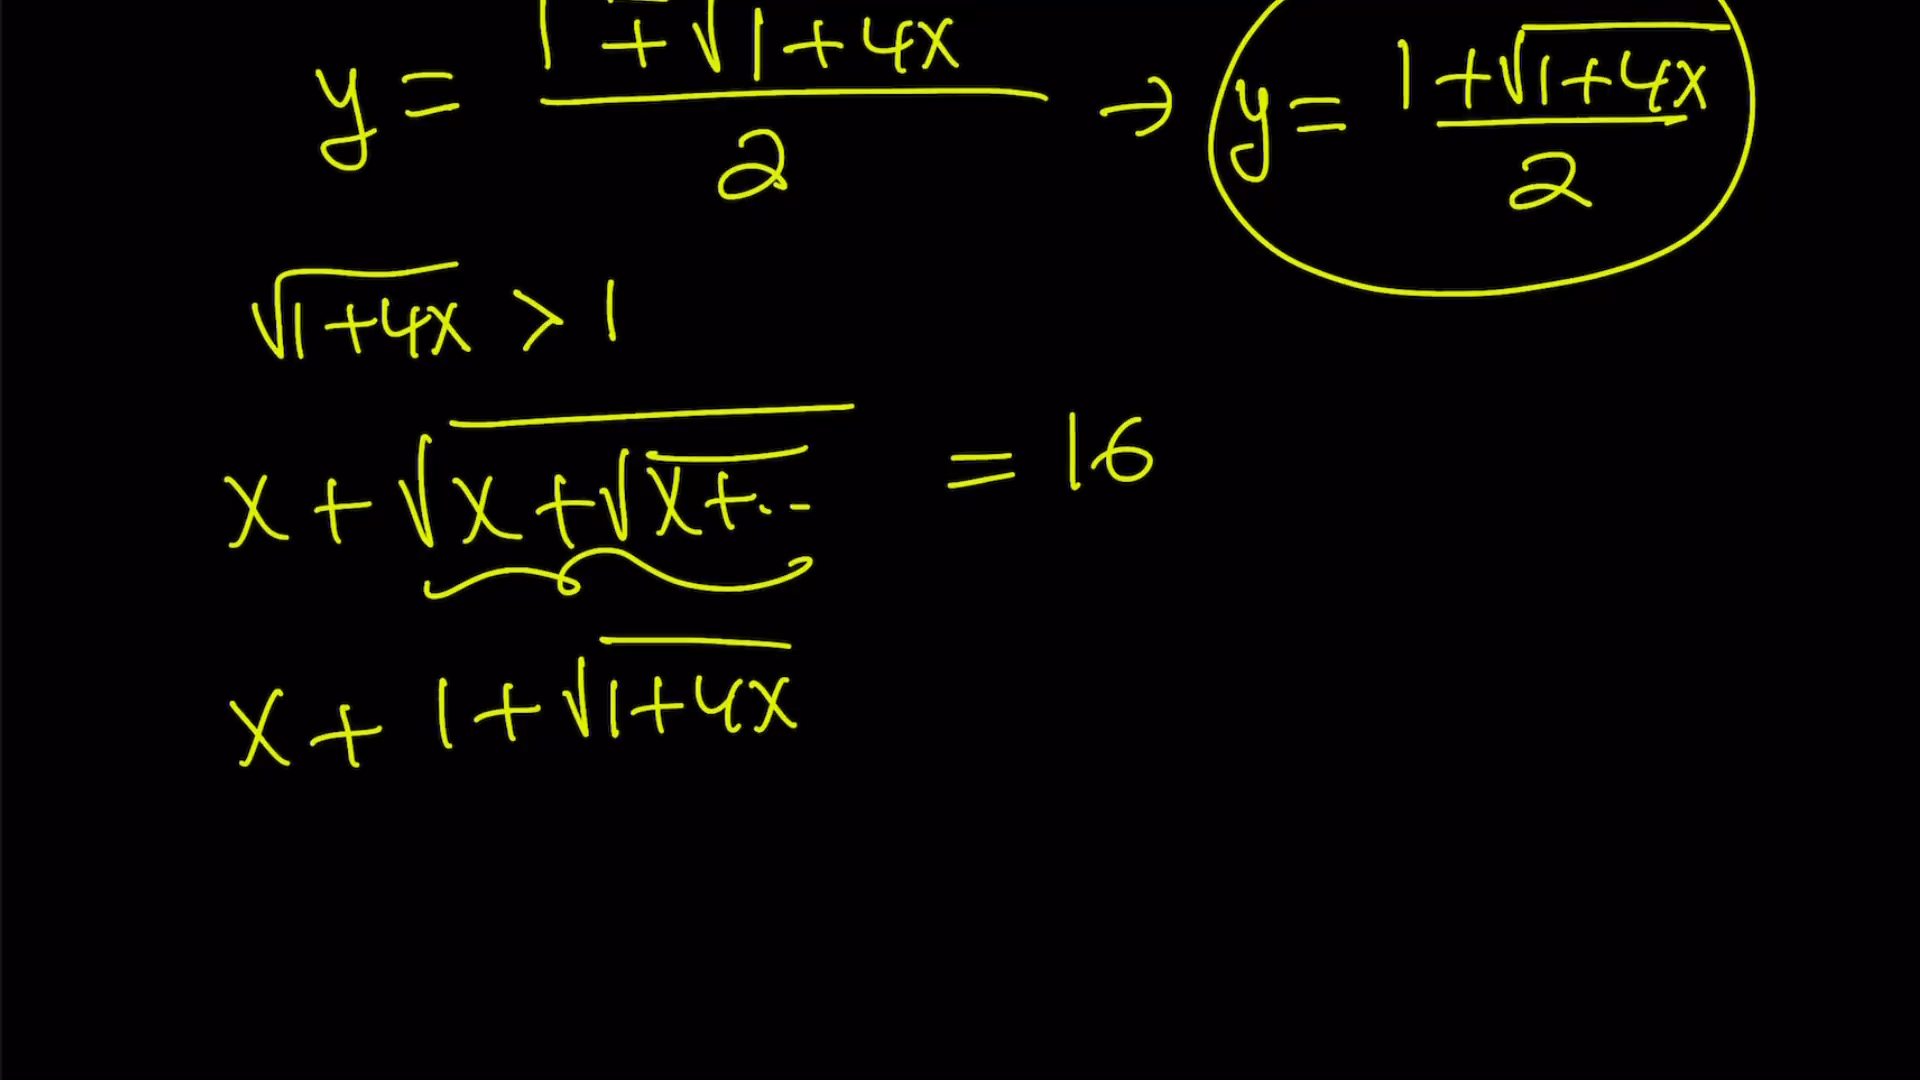 y = (1 ± √1+4x)/2 → y = (1+√1+4x)/2
√1+4x > 1
x + √x + √x+.. = 16
x + 1 + √1+4x